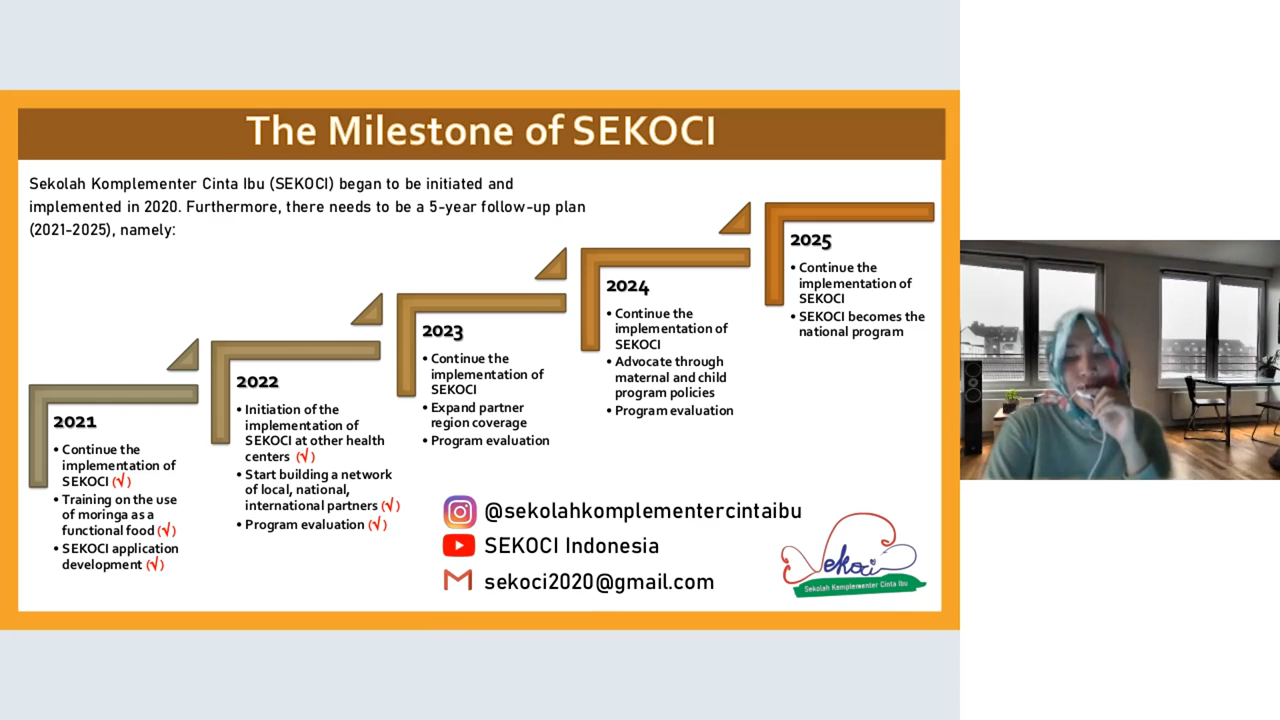 The Milestone of SEKOCI
Sekolah Komplementer Cinta Ibu (SEKOCI) began to be initiated and
implemented in 2020. Furthermore, there needs to be a 5-year follow-up plan
(2021-2025), namely:
2021
• Continue the
implementation of
SEKOCI (√)
• Training on the use
of moringa as a
functional food (√)
• SEKOCI application
development (√)
2022
• Initiation of the
implementation of
SEKOCI at other health
centers (√)
• Start building a network
of local, national,
international partners (√)
• Program evaluation (√)
2023
• Continue the
implementation of
SEKOCI
• Expand partner
region coverage
• Program evaluation
2024
• Continue the
implementation of
SEKOCI
• Advocate through
maternal and child
program policies
• Program evaluation
2025
• Continue the
implementation of
SEKOCI
• SEKOCI becomes the
national program
@sekolahkomplementercintaibu
SEKOCI Indonesia
sekoci2020@gmail.com
Sekoci
Sekolah Komplementer Cinta Ibu